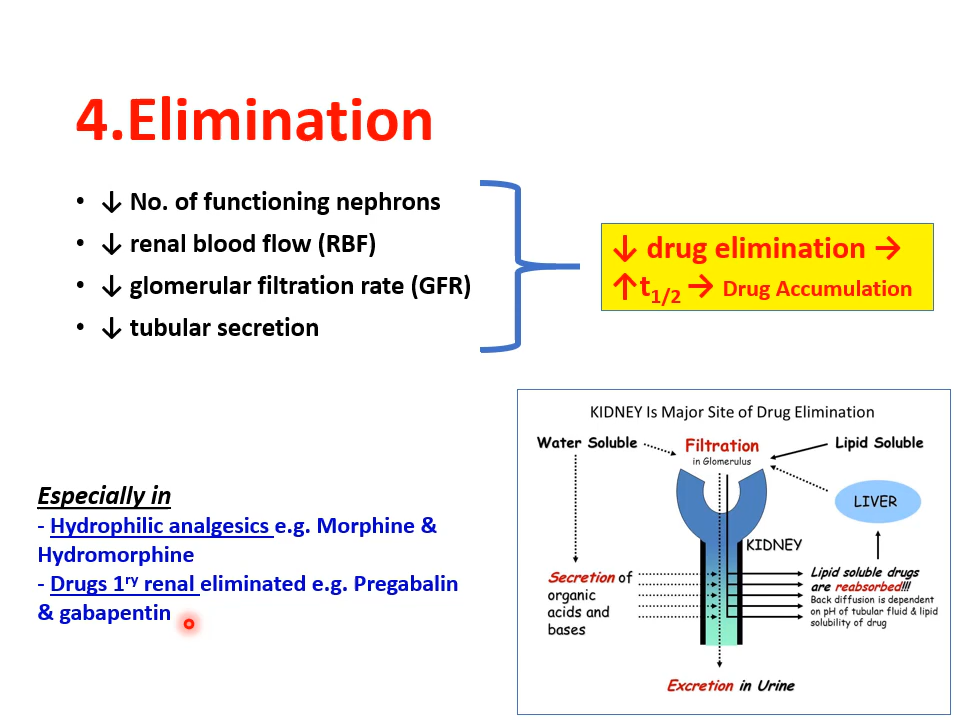 4.Elimination
• ↓ No. of functioning nephrons
• ↓ renal blood flow (RBF)
• ↓ glomerular filtration rate (GFR)
• ↓ tubular secretion
↓ drug elimination →
↑t1/2 → Drug Accumulation
Especially in
- Hydrophilic analgesics e.g. Morphine &
Hydromorphine
- Drugs 1ry renal eliminated e.g. Pregabalin
& gabapentin
KIDNEY Is Major Site of Drug Elimination
Water Soluble
Filtration
in Glomerulus
Lipid Soluble
LIVER
KIDNEY
Secretion of
organic
acids and
bases
Lipid soluble drugs
are reabsorbed!!!
Back diffusion is dependent
on pH of tubular fluid & lipid
solubility of drug
Excretion in Urine